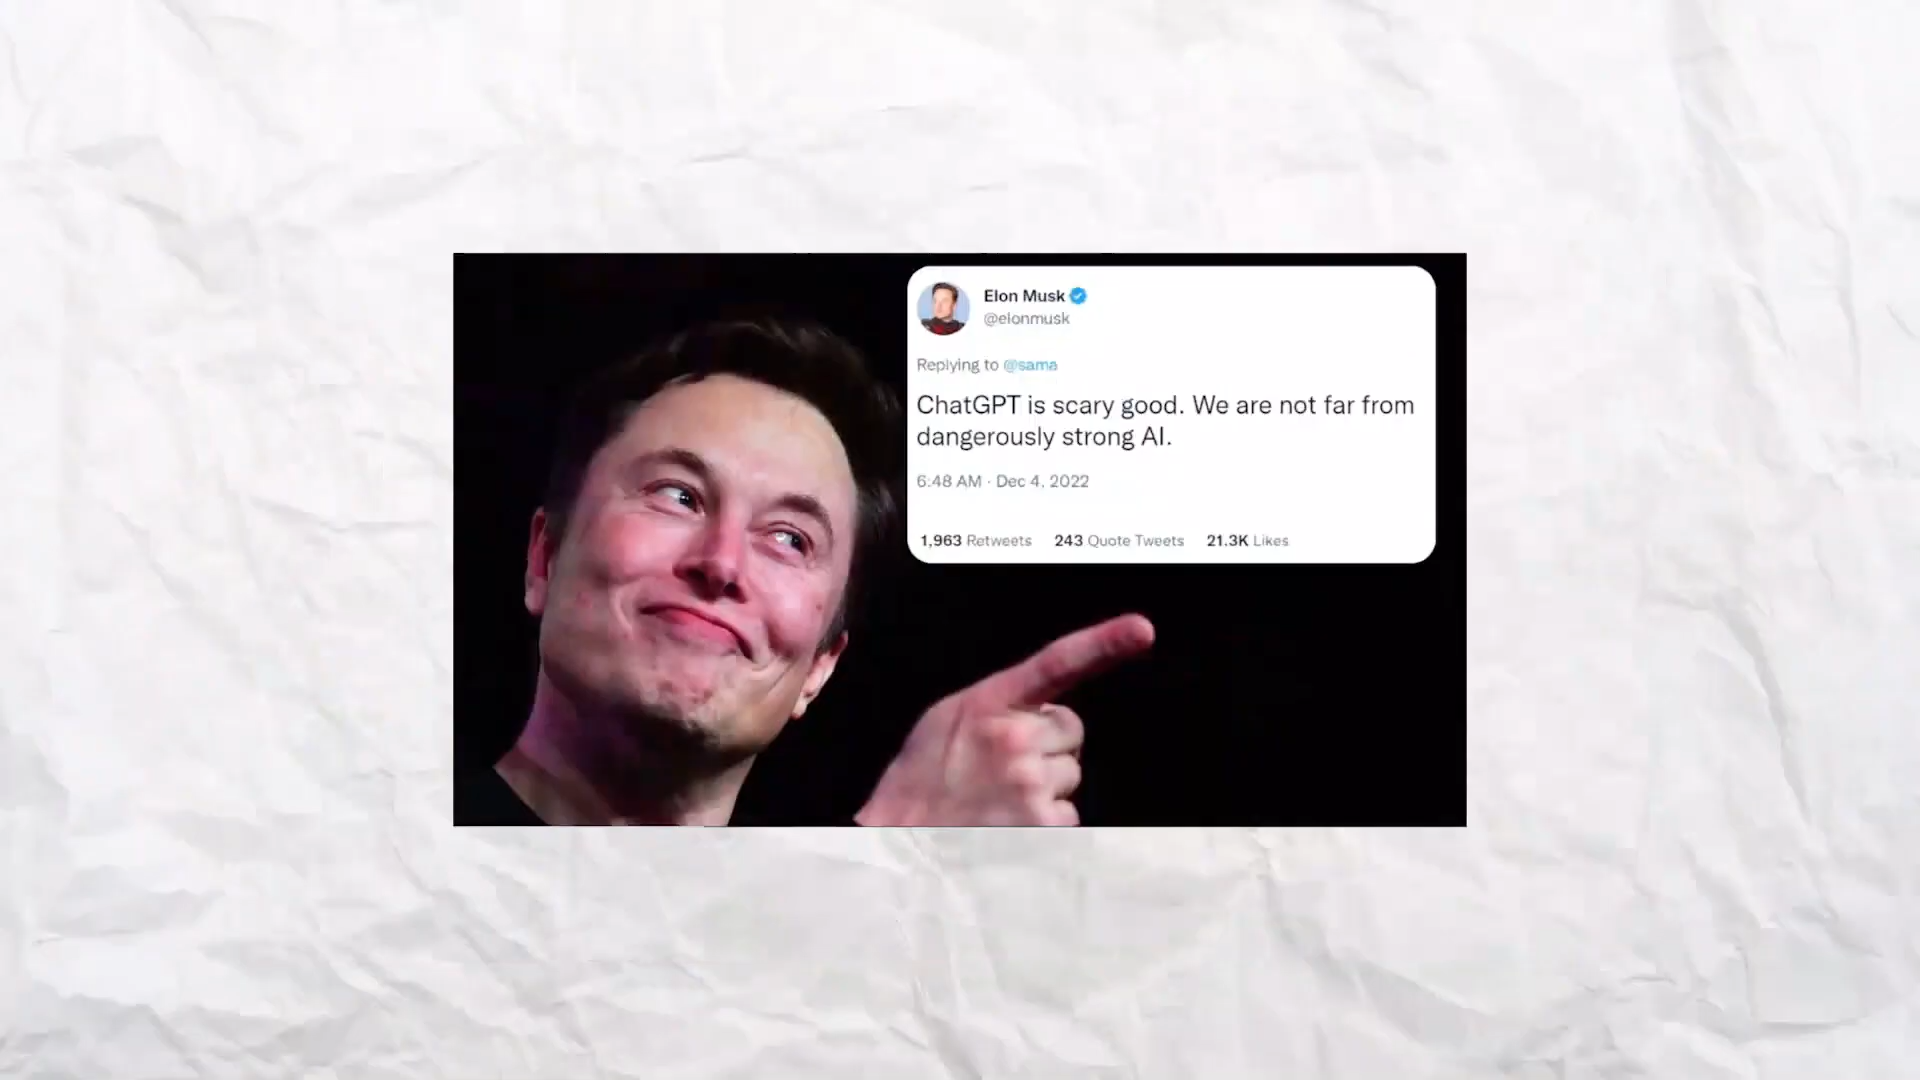 Elon Musk
@elonmusk
Replying to @sama
ChatGPT is scary good. We are not far from
dangerously strong AI.
6:48 AM · Dec 4, 2022
1,963 Retweets 243 Quote Tweets 21.3K Likes